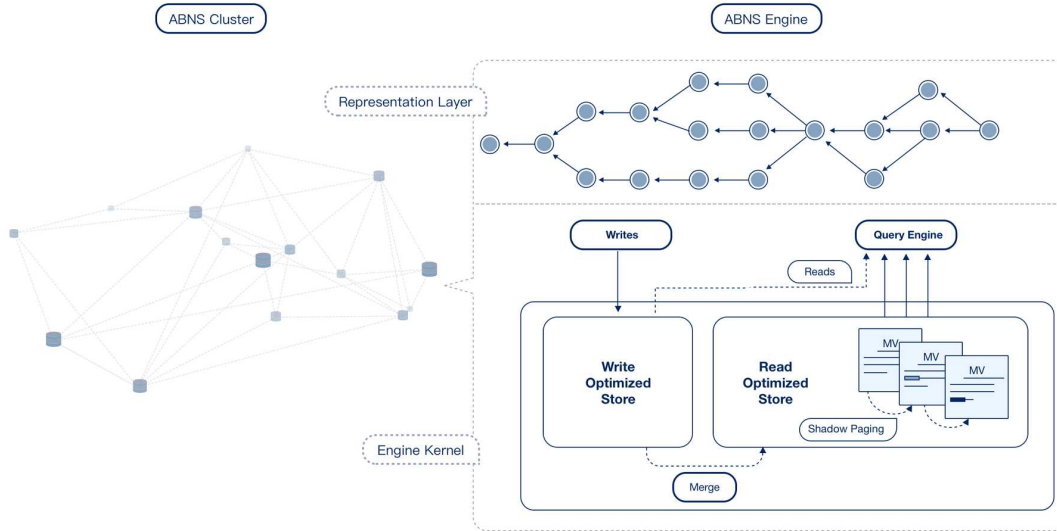 ABNS Cluster
ABNS Engine
Representation Layer
Writes
Query Engine
Reads
Write
Optimized
Store
Read
Optimized
Store
MV
MV
MV
Shadow Paging
Engine Kernel
Merge